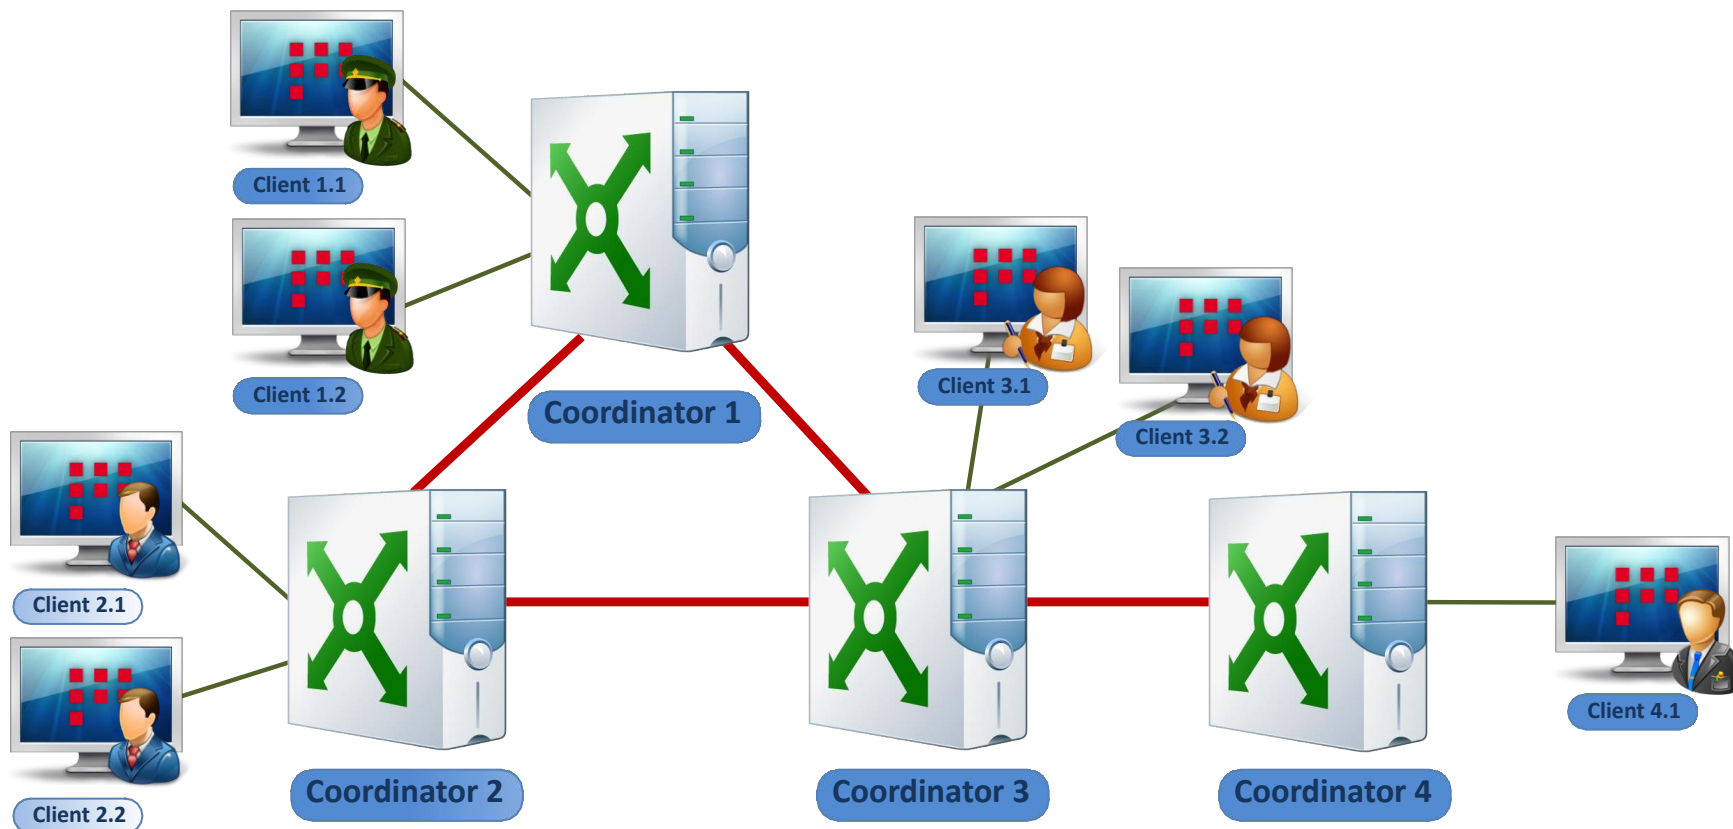 Client 1.1
Client 1.2
Coordinator 1
Client 3.1
Client 3.2
Client 2.1
Client 2.2
Client 4.1
Coordinator 2
Coordinator 3
Coordinator 4